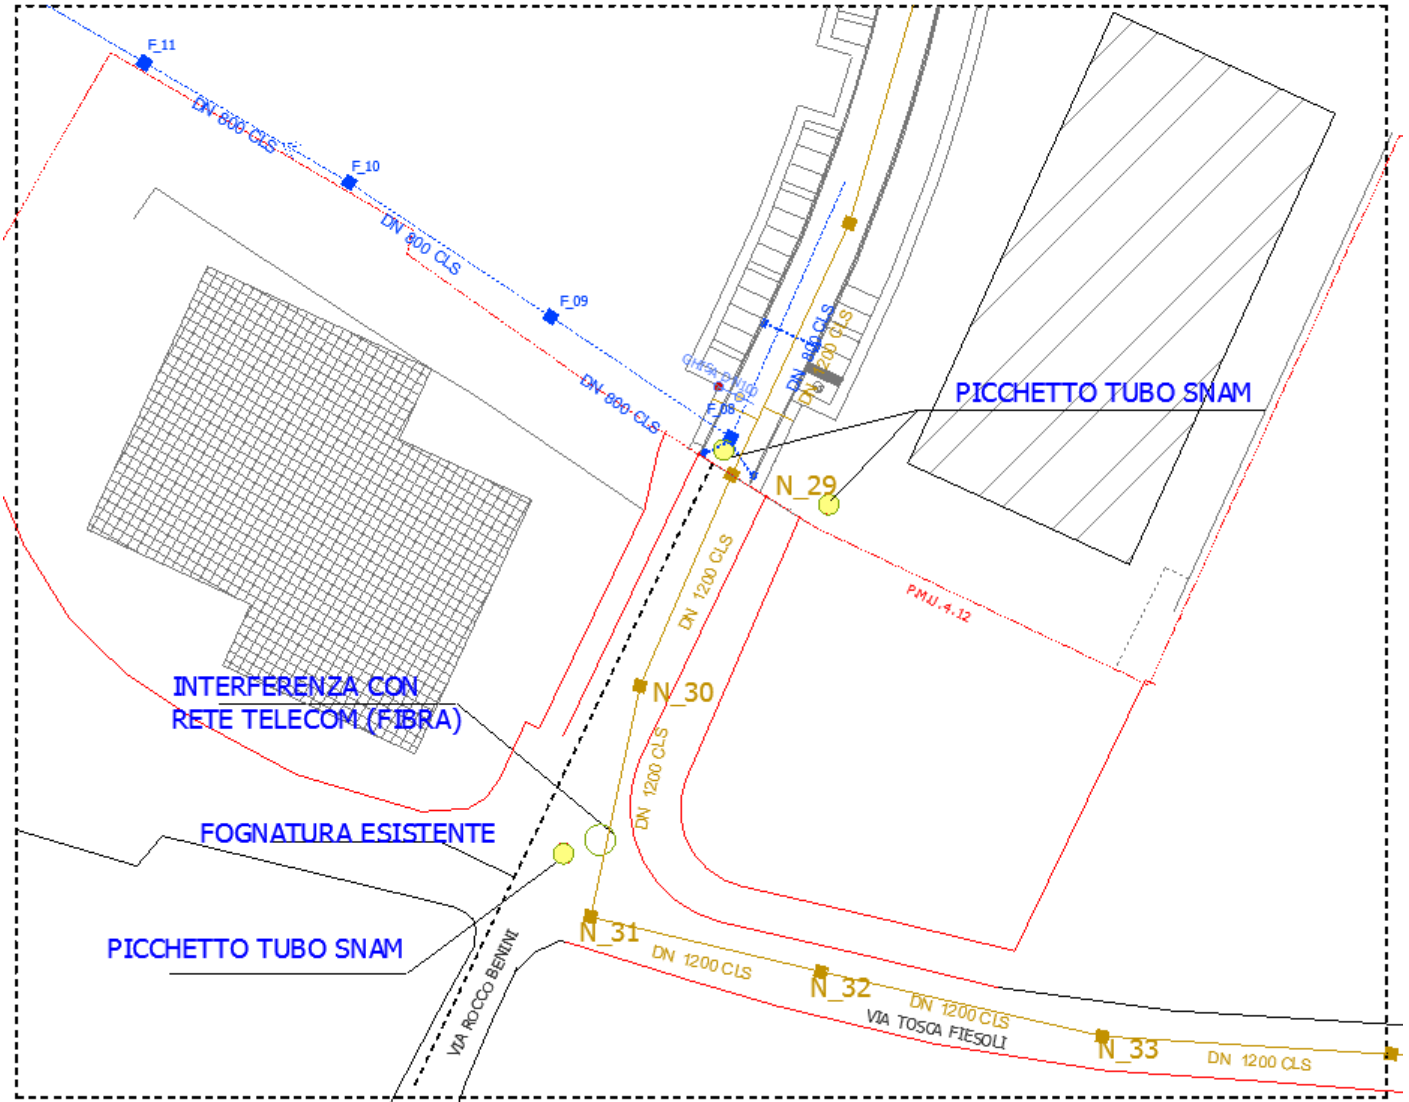 F_11
DN 800 CLS
F_10
DN 800 CLS
F_09
DN 800 CLS
DN 800 CLS
DN 1200 CLS
F_08
PICCHETTO TUBO SNAM
N_29
DN 1200 CLS
P.M.U.4.12
INTERFERENZA CON
RETE TELECOM (FIBRA)
N_30
DN 1200 CLS
FOGNATURA ESISTENTE
PICCHETTO TUBO SNAM
N_31
VIA ROCCO BENINI
DN 1200 CLS
N_32
DN 1200 CLS
VIA TOSCA FIESOLI
N_33
DN 1200 CLS